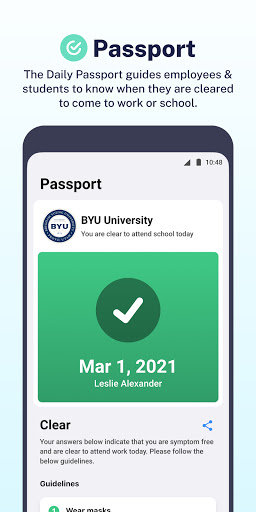 Passport
The Daily Passport guides employees &
students to know when they are cleared
to come to work or school.
10:48
Passport
BYU
BYU University
You are clear to attend school today
Mar 1, 2021
Leslie Alexander
Clear
Your answers below indicate that you are symptom free
and are clear to attend work today. Please follow the
below guidelines.
Guidelines
1 Wear masks